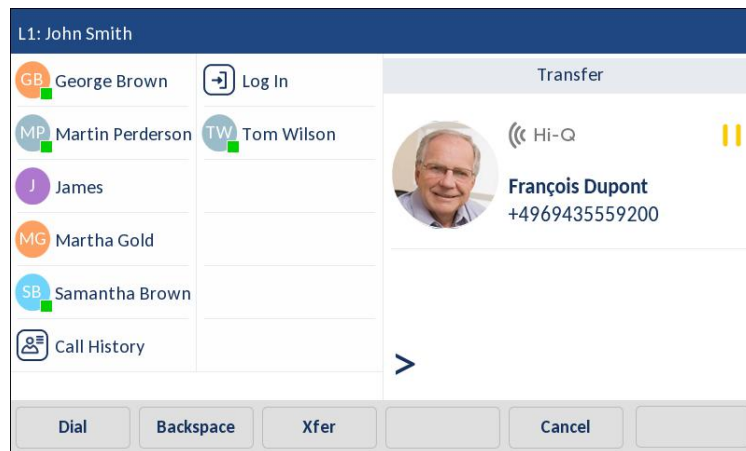 L1: John Smith
GB George Brown
Log In
MP Martin Perderson
TW Tom Wilson
J James
MG Martha Gold
SB Samantha Brown
Call History
Transfer
Hi-Q
François Dupont
+4969435559200
>
Dial Backspace Xfer Cancel